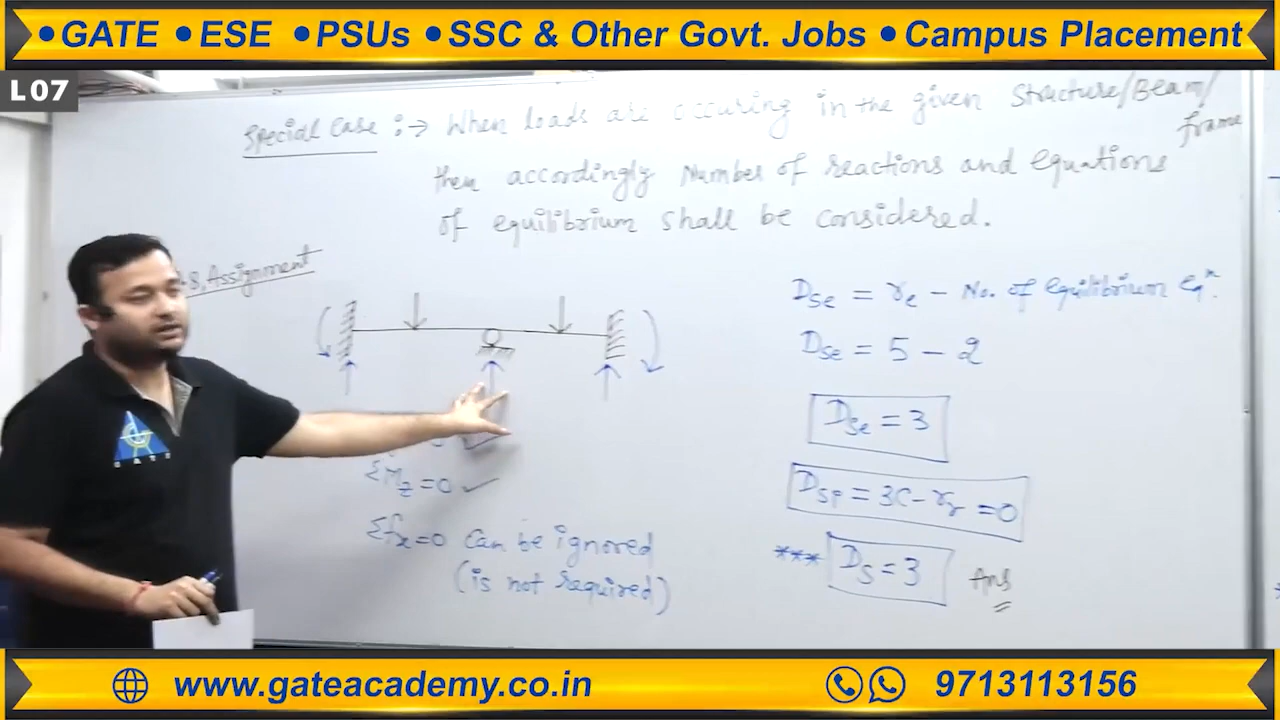 •GATE •ESE •PSUs •SSC & Other Govt. Jobs •Campus Placement
L 07
Special Case :→ When loads are occuring in the given Structure/Beam/
frame
then accordingly Number of reactions and equations
of equilibrium shall be considered.
8, Assignment
Dse = re - No. of equilibrium eqⁿ.
Dse = 5 - 2
Dse = 3
ΣMz = 0 ✓
Dsi = 3C - rr = 0
Σfx = 0 Can be ignored
(is not required)
*** Ds = 3 Ans
GATE
www.gateacademy.co.in
9713113156